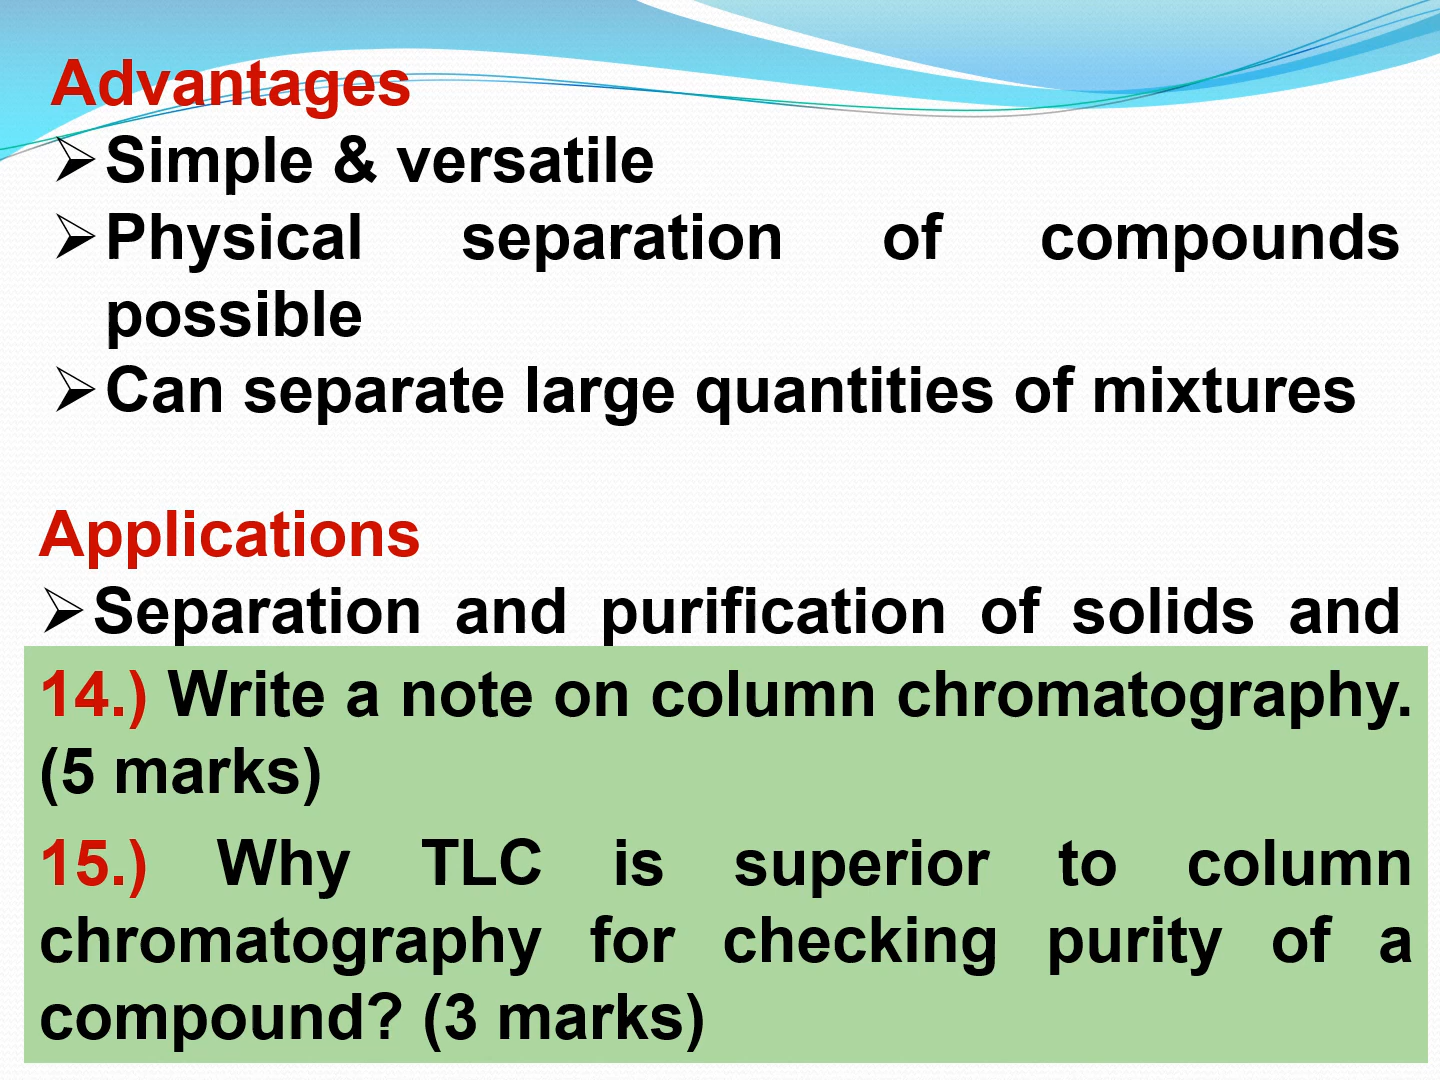 Advantages
➢Simple & versatile
➢Physical separation of compounds
possible
➢Can separate large quantities of mixtures
Applications
➢Separation and purification of solids and
14.) Write a note on column chromatography.
(5 marks)
15.) Why TLC is superior to column
chromatography for checking purity of a
compound? (3 marks)